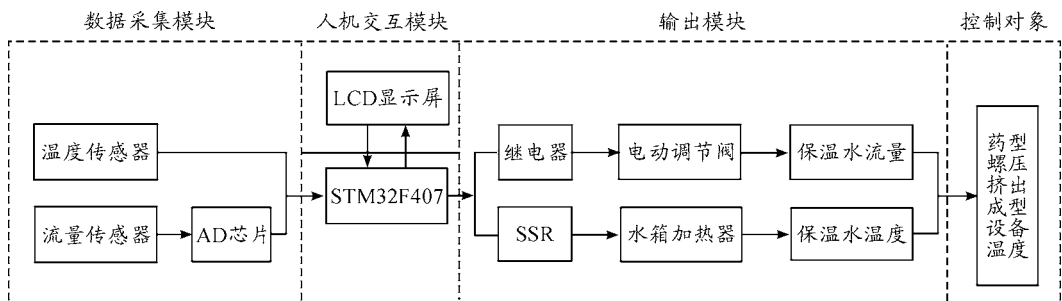 数据采集模块
人机交互模块
输出模块
控制对象
LCD显示屏
温度传感器
继电器
电动调节阀
保温水流量
STM32F407
流量传感器
AD芯片
SSR
水箱加热器
保温水温度
药型
螺压
挤出
成型
设备
温度